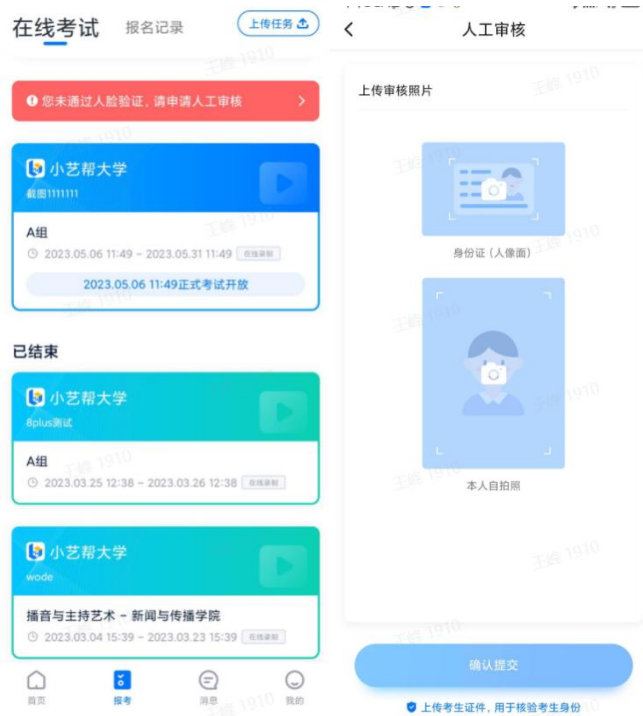 在线考试
报名记录
上传任务
您未通过人脸验证，请申请人工审核
小艺帮大学
截图1111111
A组
2023.05.06 11:49 - 2023.05.31 11:49 在线录制
2023.05.06 11:49正式考试开放
已结束
小艺帮大学
8plus测试
A组
2023.03.25 12:38 - 2023.03.26 12:38 在线录制
小艺帮大学
wode
播音与主持艺术 - 新闻与传播学院
2023.03.04 15:39 - 2023.03.23 15:39 在线录制
首页
报考
消息
我的
人工审核
上传审核照片
身份证（人像面）
本人自拍照
确认提交
上传考生证件，用于核验考生身份